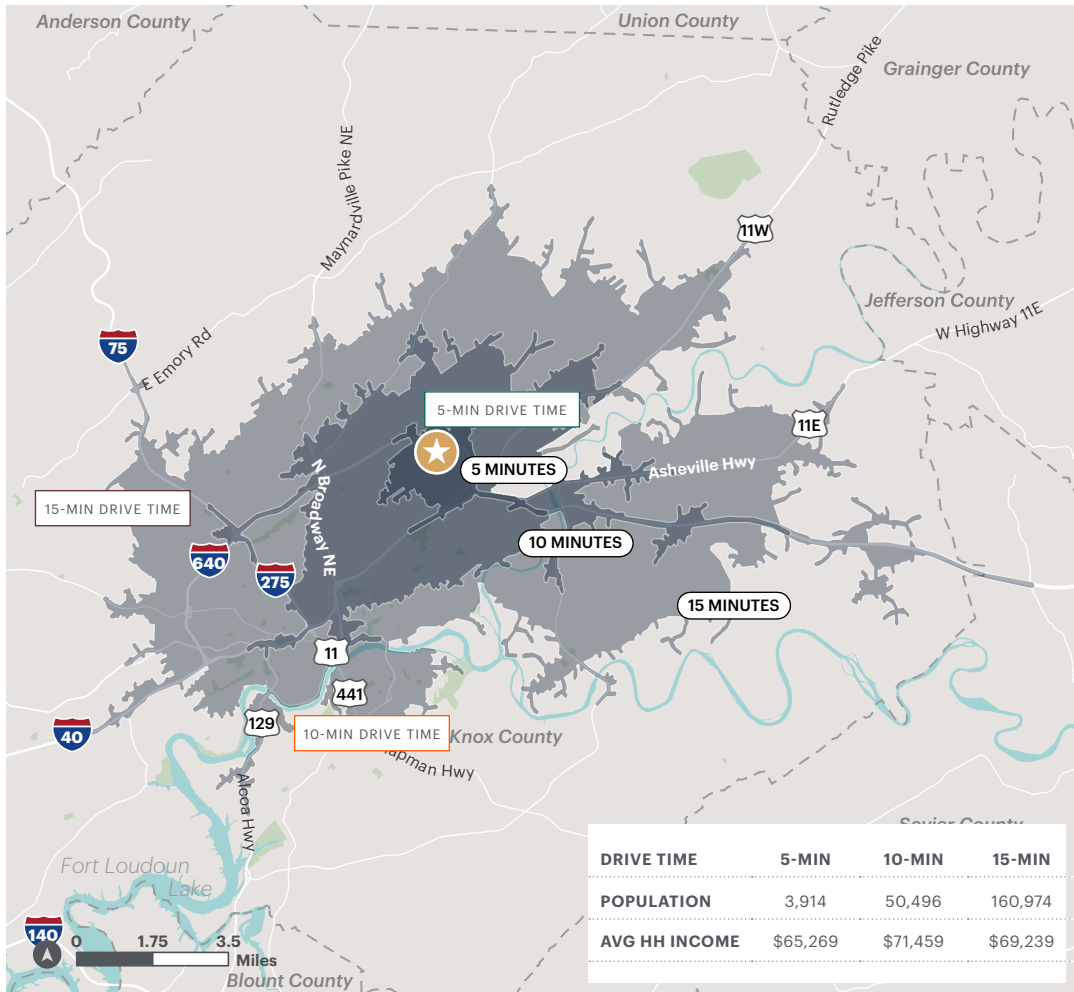 Anderson County
Union County
Grainger County
Rutledge Pike
Maynardville Pike NE
11W
Jefferson County
W Highway 11E
75
E Emory Rd
5-MIN DRIVE TIME
11E
5 MINUTES
Asheville Hwy
N Broadway NE
15-MIN DRIVE TIME
10 MINUTES
640
275
15 MINUTES
11
441
129
40
10-MIN DRIVE TIME
Knox County
apman Hwy
Alcoa Hwy
Sevier County
Fort Loudoun
Lake
DRIVE TIME 5-MIN 10-MIN 15-MIN
POPULATION 3,914 50,496 160,974
AVG HH INCOME $65,269 $71,459 $69,239
140
0 1.75 3.5
Miles
Blount County